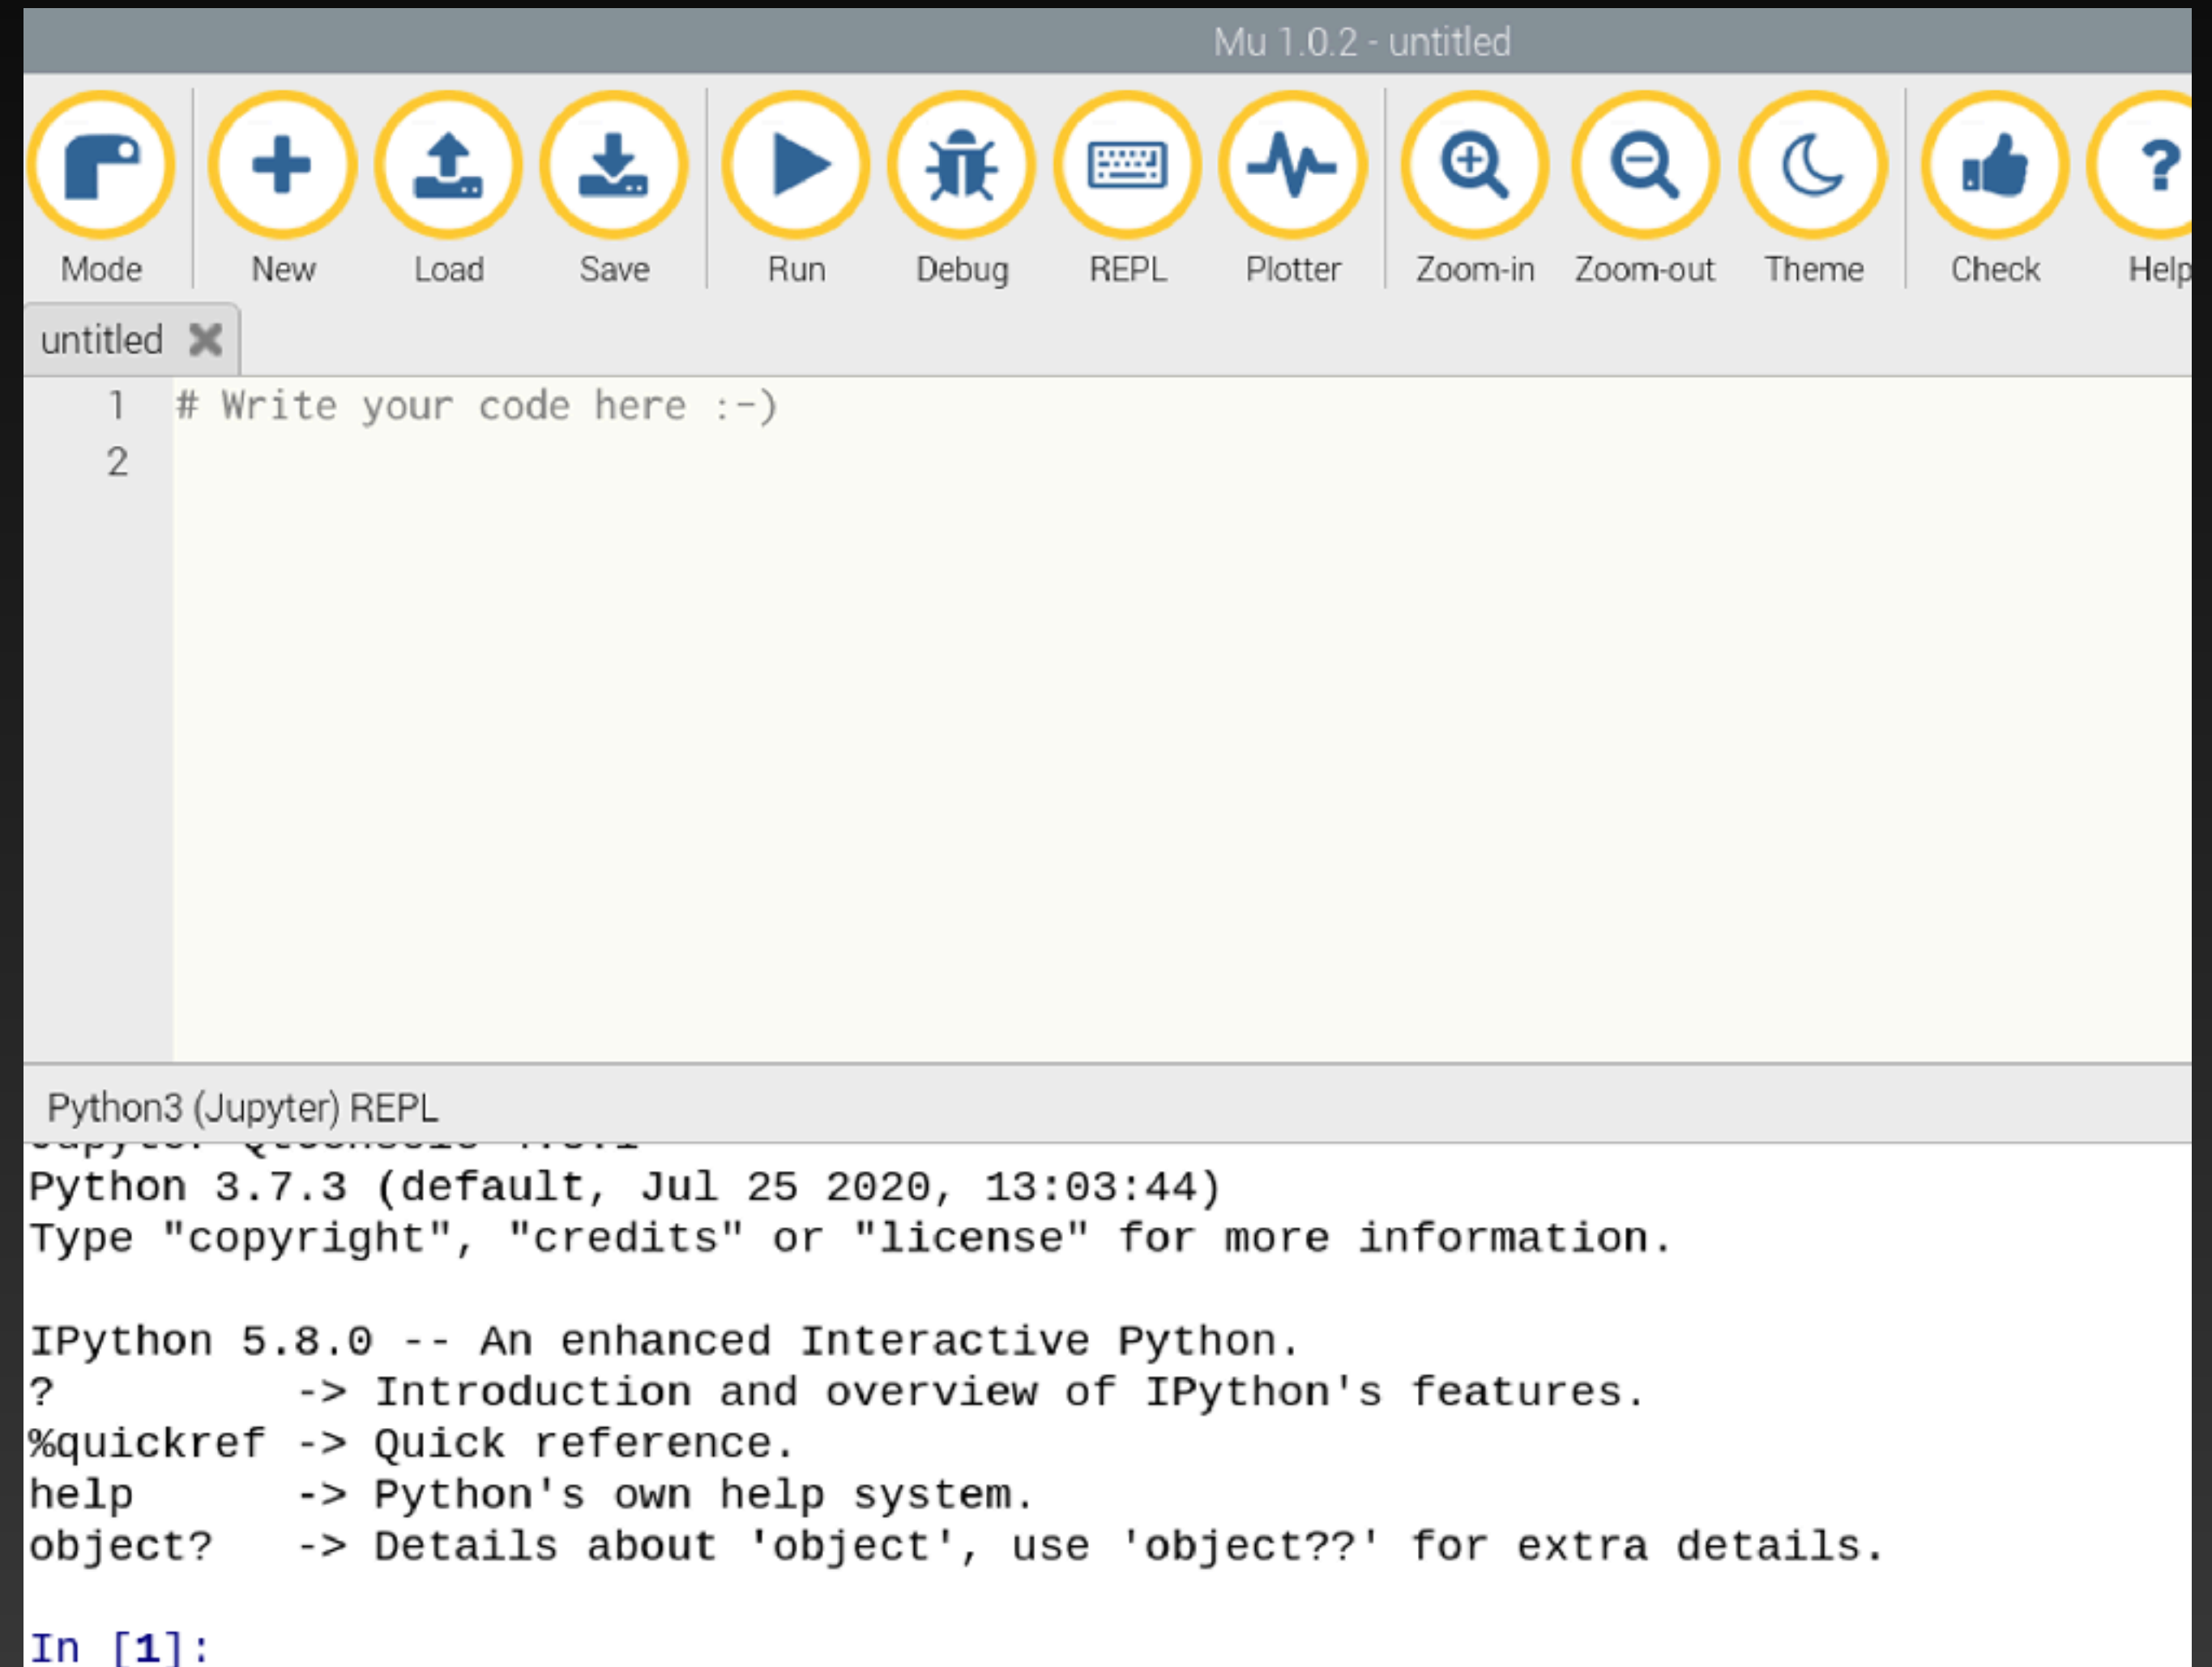 Mu 1.0.2 - untitled
Mode New Load Save Run Debug REPL Plotter Zoom-in Zoom-out Theme Check Help
untitled
1 # Write your code here :-)
2
Python3 (Jupyter) REPL
Python 3.7.3 (default, Jul 25 2020, 13:03:44)
Type "copyright", "credits" or "license" for more information.
IPython 5.8.0 -- An enhanced Interactive Python.
?         -> Introduction and overview of IPython's features.
%quickref -> Quick reference.
help      -> Python's own help system.
object?   -> Details about 'object', use 'object??' for extra details.
In [1]: